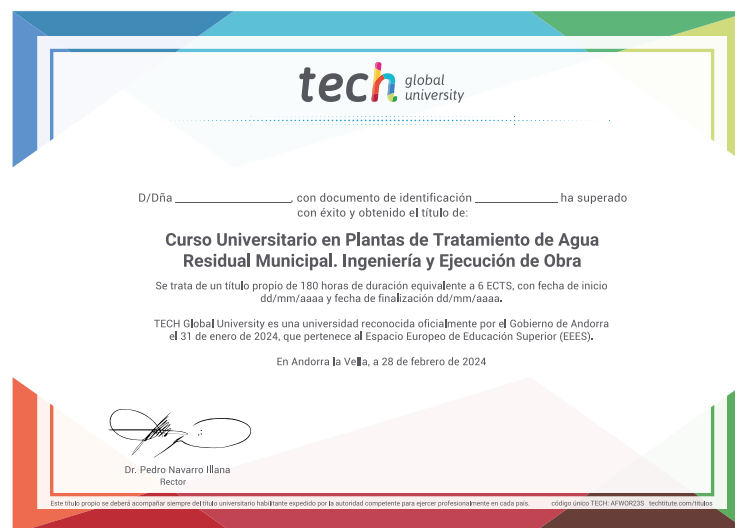 tech global
university
D/Dña ____________________, con documento de identificación ______________ ha superado
con éxito y obtenido el título de:
Curso Universitario en Plantas de Tratamiento de Agua
Residual Municipal. Ingeniería y Ejecución de Obra
Se trata de un título propio de 180 horas de duración equivalente a 6 ECTS, con fecha de inicio
dd/mm/aaaa y fecha de finalización dd/mm/aaaa.
TECH Global University es una universidad reconocida oficialmente por el Gobierno de Andorra
el 31 de enero de 2024, que pertenece al Espacio Europeo de Educación Superior (EEES).
En Andorra la Vella, a 28 de febrero de 2024
Dr. Pedro Navarro Illana
Rector
Este título propio se deberá acompañar siempre del título universitario habilitante expedido por la autoridad competente para ejercer profesionalmente en cada país. código único TECH: AFWOR23S techtitute.com/títulos